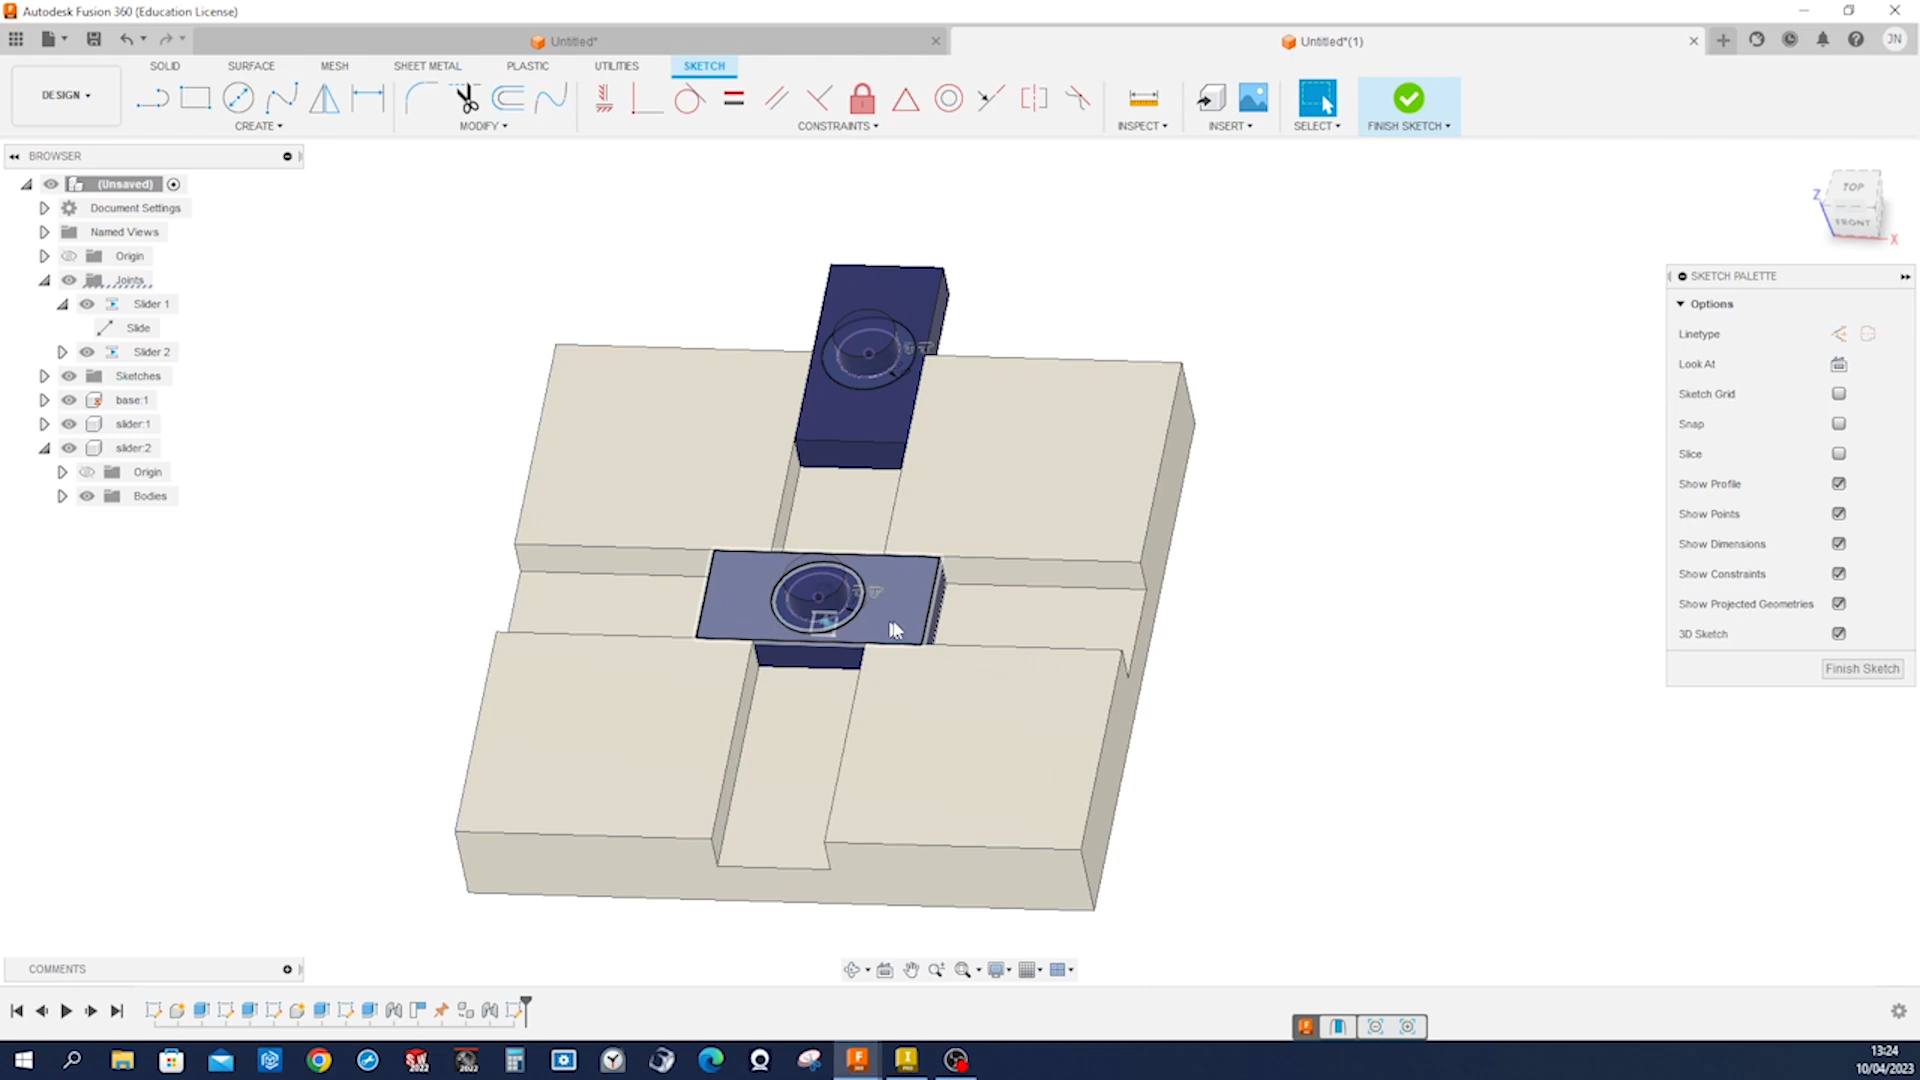 Autodesk Fusion 360 (Education License)
Untitled*
Untitled*(1)
JN
SOLID
SURFACE
MESH
SHEET METAL
PLASTIC
UTILITIES
SKETCH
DESIGN
CREATE
MODIFY
CONSTRAINTS
INSPECT
INSERT
SELECT
FINISH SKETCH
BROWSER
(Unsaved)
Document Settings
Named Views
Origin
Joints
Slider 1
Slide
Slider 2
Sketches
base:1
slider:1
slider:2
Origin
Bodies
TOP
FRONT
Z
X
SKETCH PALETTE
Options
Linetype
Look At
Sketch Grid
Snap
Slice
Show Profile
Show Points
Show Dimensions
Show Constraints
Show Projected Geometries
3D Sketch
Finish Sketch
COMMENTS
SW
2022
2022
F
I
13:24
10/04/2023